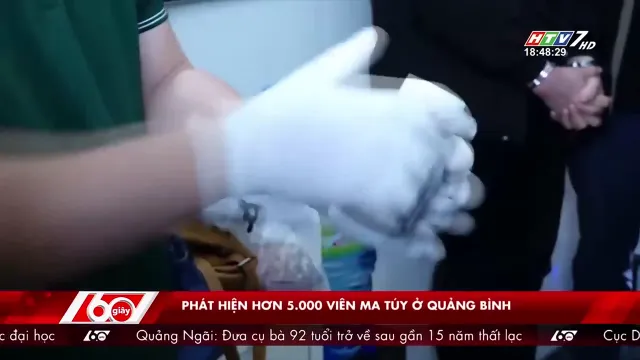 HTV7 HD
18:48:29
60 giây
PHÁT HIỆN HƠN 5.000 VIÊN MA TÚY Ở QUẢNG BÌNH
c đại học 60 Quảng Ngãi: Đưa cụ bà 92 tuổi trở về sau gần 15 năm thất lạc 60 Cục D